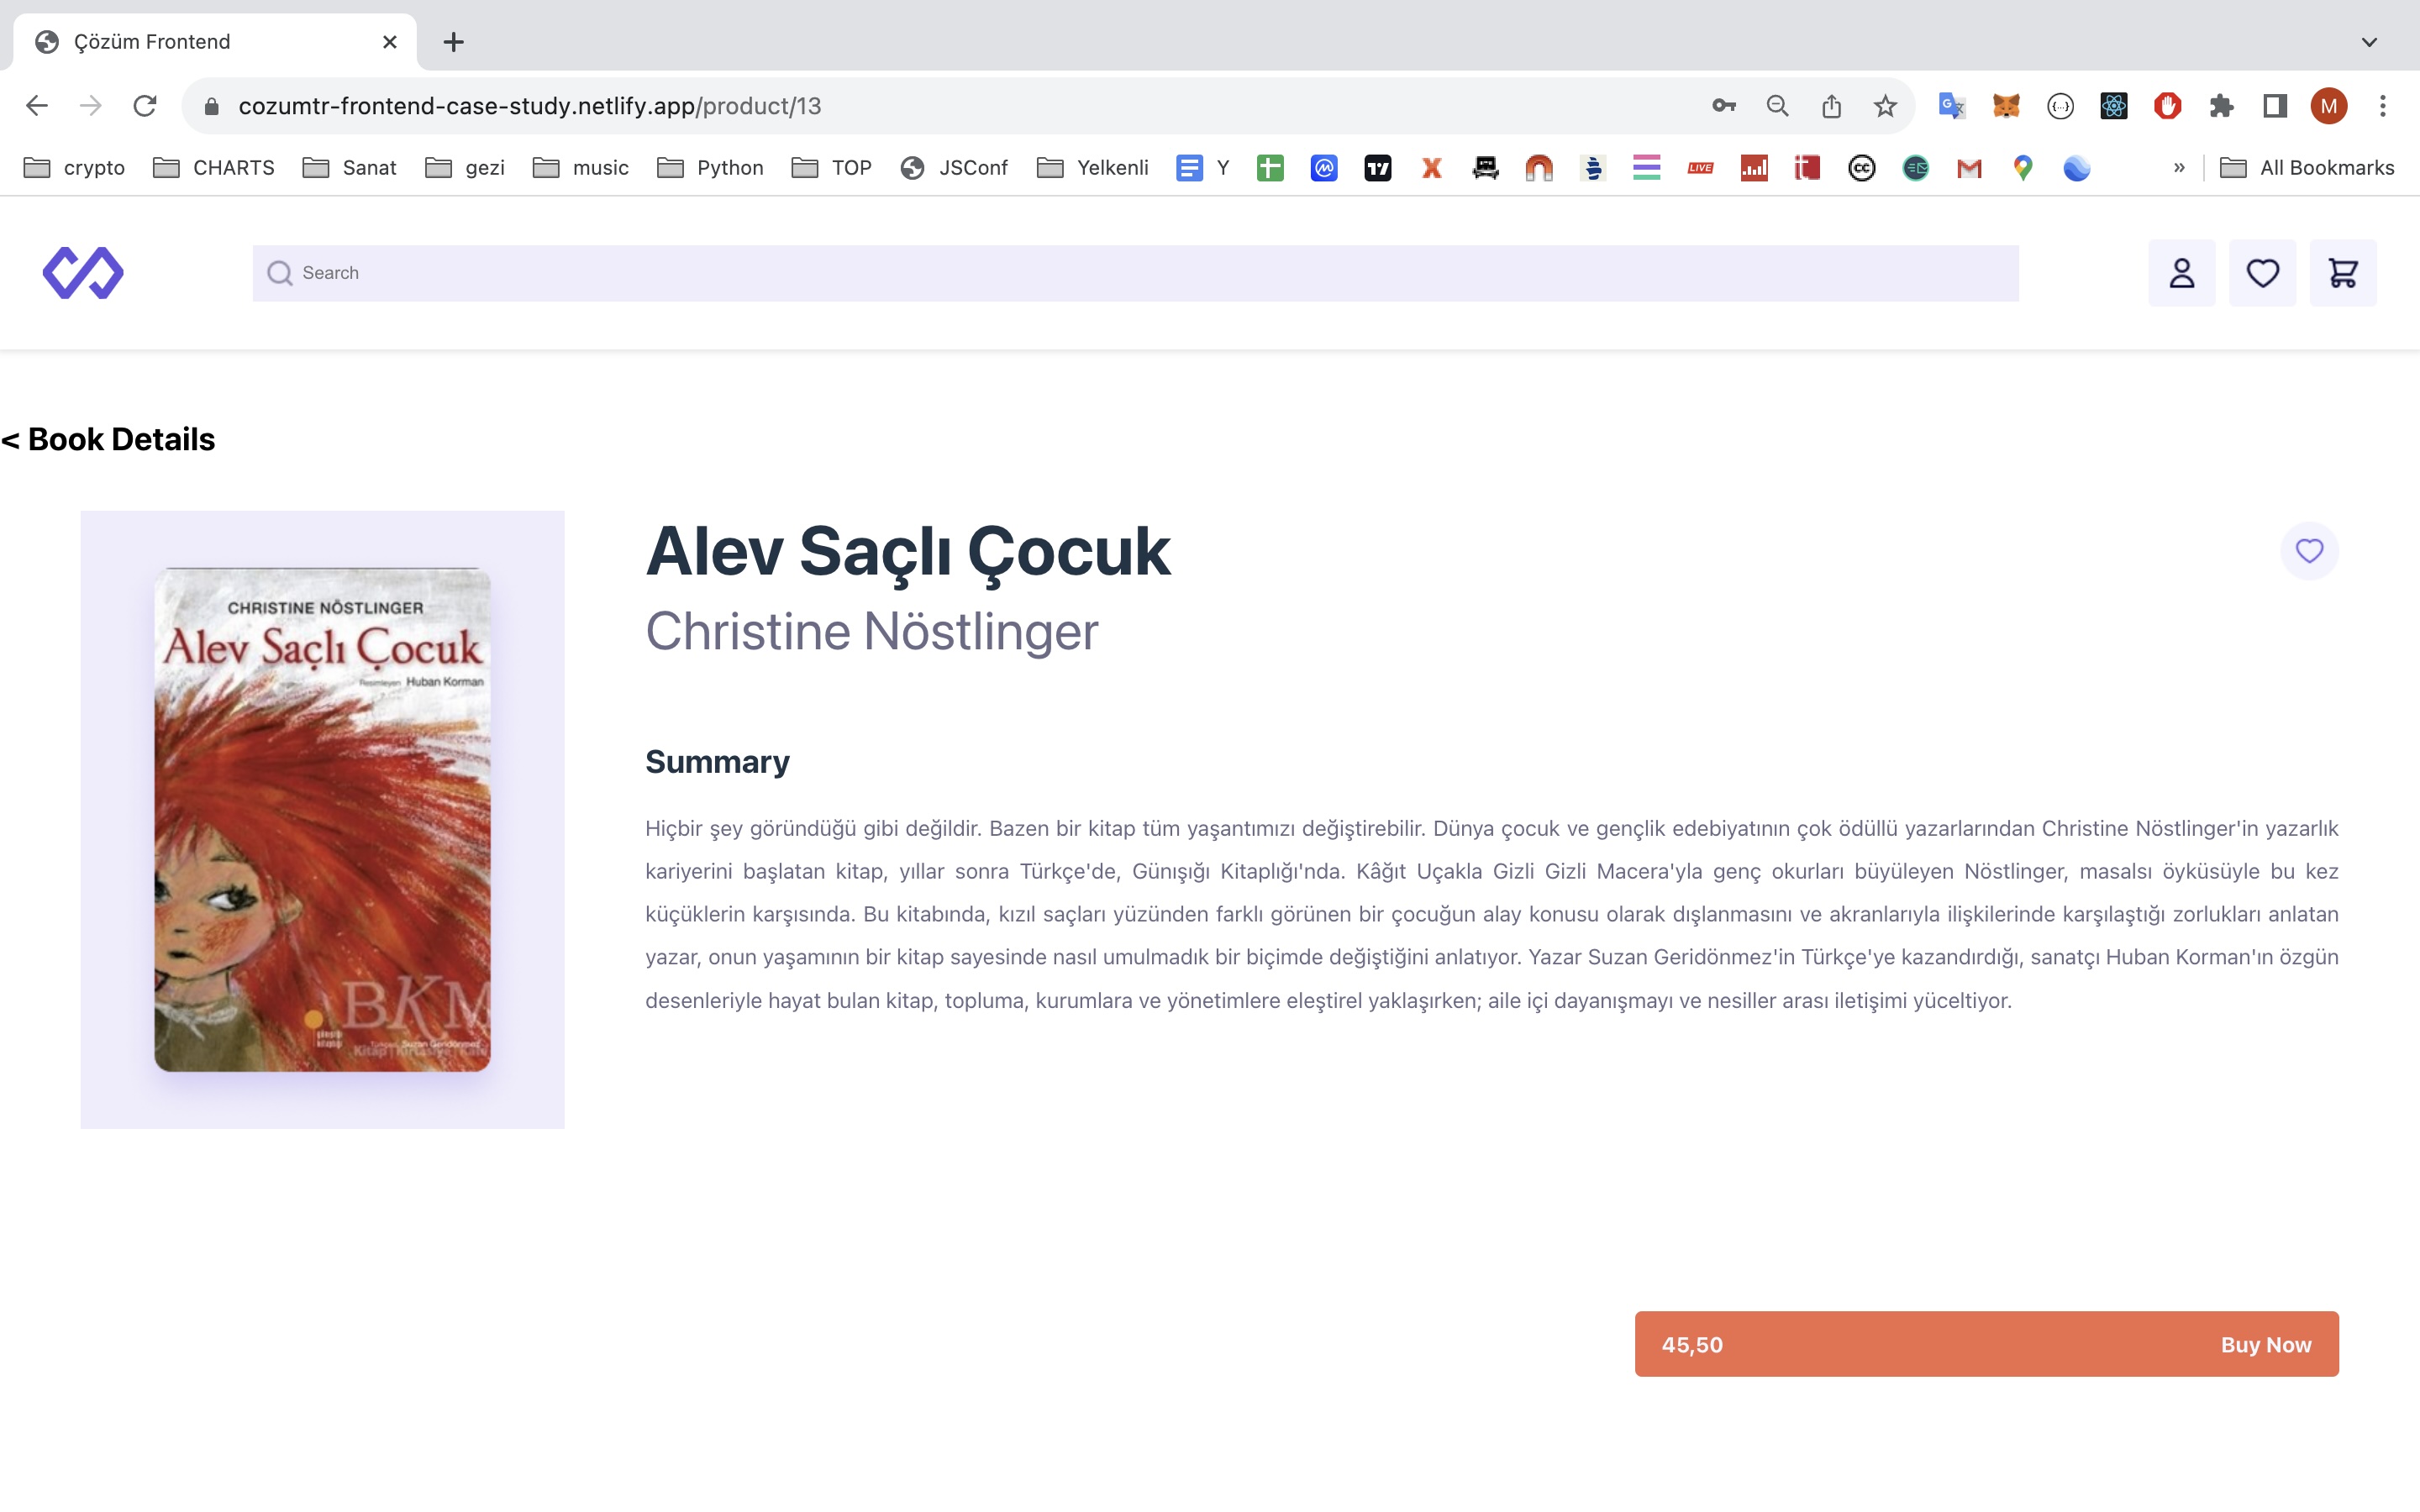 Çözüm Frontend
cozumtr-frontend-case-study.netlify.app/product/13
M
crypto CHARTS Sanat gezi music Python TOP JSConf Yelkenli Y LIVE » All Bookmarks
Search
< Book Details
CHRISTINE NÖSTLINGER
Alev Saçlı Çocuk
Resimleyen Huban Korman
BKM
Kitap | Kırtasiye
Türkçesi: Suzan Geridönmez
Alev Saçlı Çocuk
Christine Nöstlinger
Summary
Hiçbir şey göründüğü gibi değildir. Bazen bir kitap tüm yaşantımızı değiştirebilir. Dünya çocuk ve gençlik edebiyatının çok ödüllü yazarlarından Christine Nöstlinger'in yazarlık
kariyerini başlatan kitap, yıllar sonra Türkçe'de, Günışığı Kitaplığı'nda. Kâğıt Uçakla Gizli Gizli Macera'yla genç okurları büyüleyen Nöstlinger, masalsı öyküsüyle bu kez
küçüklerin karşısında. Bu kitabında, kızıl saçları yüzünden farklı görünen bir çocuğun alay konusu olarak dışlanmasını ve akranlarıyla ilişkilerinde karşılaştığı zorlukları anlatan
yazar, onun yaşamının bir kitap sayesinde nasıl umulmadık bir biçimde değiştiğini anlatıyor. Yazar Suzan Geridönmez'in Türkçe'ye kazandırdığı, sanatçı Huban Korman'ın özgün
desenleriyle hayat bulan kitap, topluma, kurumlara ve yönetimlere eleştirel yaklaşırken; aile içi dayanışmayı ve nesiller arası iletişimi yüceltiyor.
45,50 Buy Now